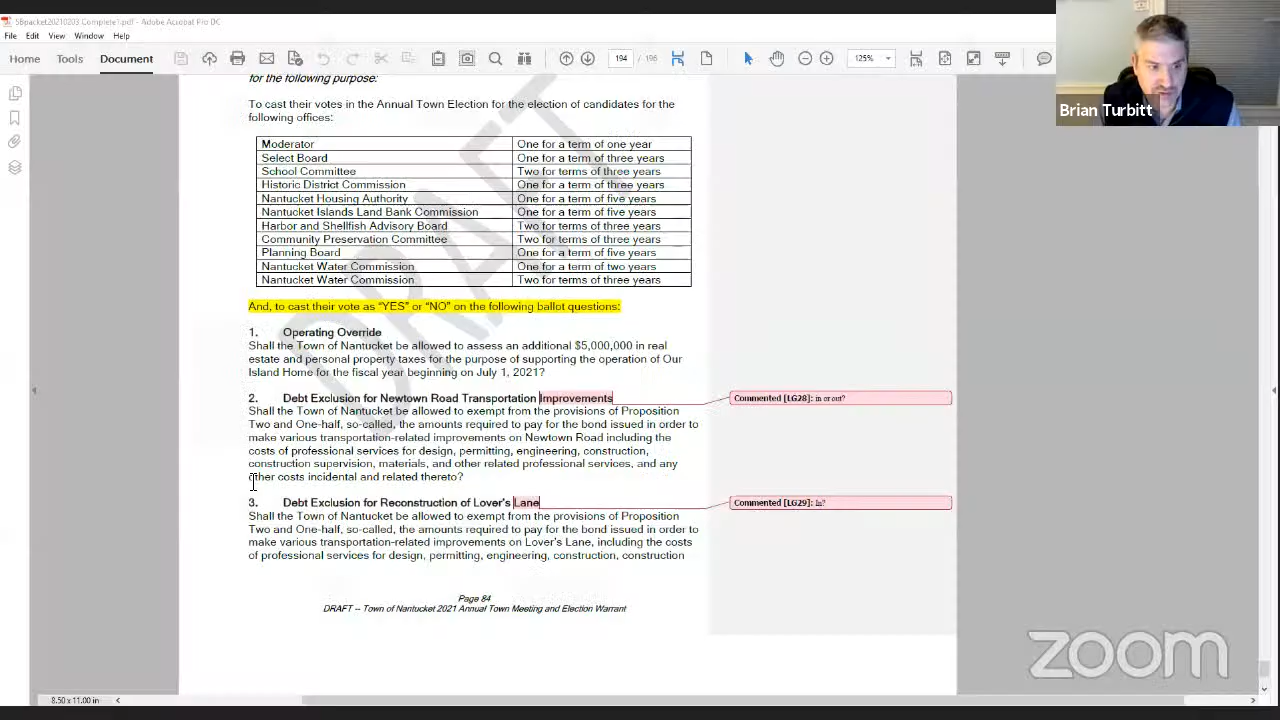 SBpacket20210203 Complete1.pdf - Adobe Acrobat Pro DC
File Edit View Window Help
Home Tools Document 194 / 196 125%
for the following purpose:
To cast their votes in the Annual Town Election for the election of candidates for the
following offices:
Moderator One for a term of one year
Select Board One for a term of three years
School Committee Two for terms of three years
Historic District Commission One for a term of three years
Nantucket Housing Authority One for a term of five years
Nantucket Islands Land Bank Commission One for a term of five years
Harbor and Shellfish Advisory Board Two for terms of three years
Community Preservation Committee Two for terms of three years
Planning Board One for a term of five years
Nantucket Water Commission One for a term of two years
Nantucket Water Commission Two for terms of three years
And, to cast their vote as “YES” or “NO” on the following ballot questions:
1. Operating Override
Shall the Town of Nantucket be allowed to assess an additional $5,000,000 in real
estate and personal property taxes for the purpose of supporting the operation of Our
Island Home for the fiscal year beginning on July 1, 2021?
2. Debt Exclusion for Newtown Road Transportation Improvements
Commented [LG28]: in or out?
Shall the Town of Nantucket be allowed to exempt from the provisions of Proposition
Two and One-half, so-called, the amounts required to pay for the bond issued in order to
make various transportation-related improvements on Newtown Road including the
costs of professional services for design, permitting, engineering, construction,
construction supervision, materials, and other related professional services, and any
other costs incidental and related thereto?
3. Debt Exclusion for Reconstruction of Lover's Lane
Commented [LG29]: In?
Shall the Town of Nantucket be allowed to exempt from the provisions of Proposition
Two and One-half, so-called, the amounts required to pay for the bond issued in order to
make various transportation-related improvements on Lover's Lane, including the costs
of professional services for design, permitting, engineering, construction, construction
Page 84
DRAFT -- Town of Nantucket 2021 Annual Town Meeting and Election Warrant
DRAFT
8.50 x 11.00 in
Brian Turbitt
zoom